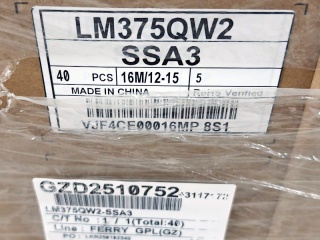 LM375QW2
SSA3
40 PCS 16M/12-15 5
MADE IN CHINA RoHS Verified
VJF4CE00016MP 8S1
GZD2510752
LM375QW2-SSA3
C/T No : 1 / 1(Total:40)
Line : FERRY GPL(GZ)